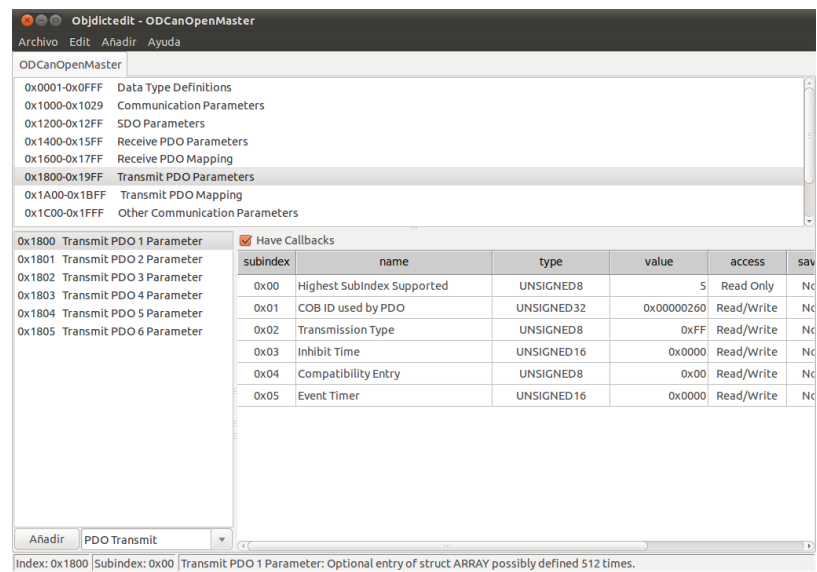 Objdictedit - ODCanOpenMaster
Archivo Edit Añadir Ayuda
ODCanOpenMaster
0x0001-0x0FFF Data Type Definitions
0x1000-0x1029 Communication Parameters
0x1200-0x12FF SDO Parameters
0x1400-0x15FF Receive PDO Parameters
0x1600-0x17FF Receive PDO Mapping
0x1800-0x19FF Transmit PDO Parameters
0x1A00-0x1BFF Transmit PDO Mapping
0x1C00-0x1FFF Other Communication Parameters
0x1800 Transmit PDO 1 Parameter
0x1801 Transmit PDO 2 Parameter
0x1802 Transmit PDO 3 Parameter
0x1803 Transmit PDO 4 Parameter
0x1804 Transmit PDO 5 Parameter
0x1805 Transmit PDO 6 Parameter
Have Callbacks
subindex name type value access sav
0x00 Highest SubIndex Supported UNSIGNED8 5 Read Only No
0x01 COB ID used by PDO UNSIGNED32 0x00000260 Read/Write No
0x02 Transmission Type UNSIGNED8 0xFF Read/Write No
0x03 Inhibit Time UNSIGNED16 0x0000 Read/Write No
0x04 Compatibility Entry UNSIGNED8 0x00 Read/Write No
0x05 Event Timer UNSIGNED16 0x0000 Read/Write No
Añadir PDO Transmit
Index: 0x1800 Subindex: 0x00 Transmit PDO 1 Parameter: Optional entry of struct ARRAY possibly defined 512 times.